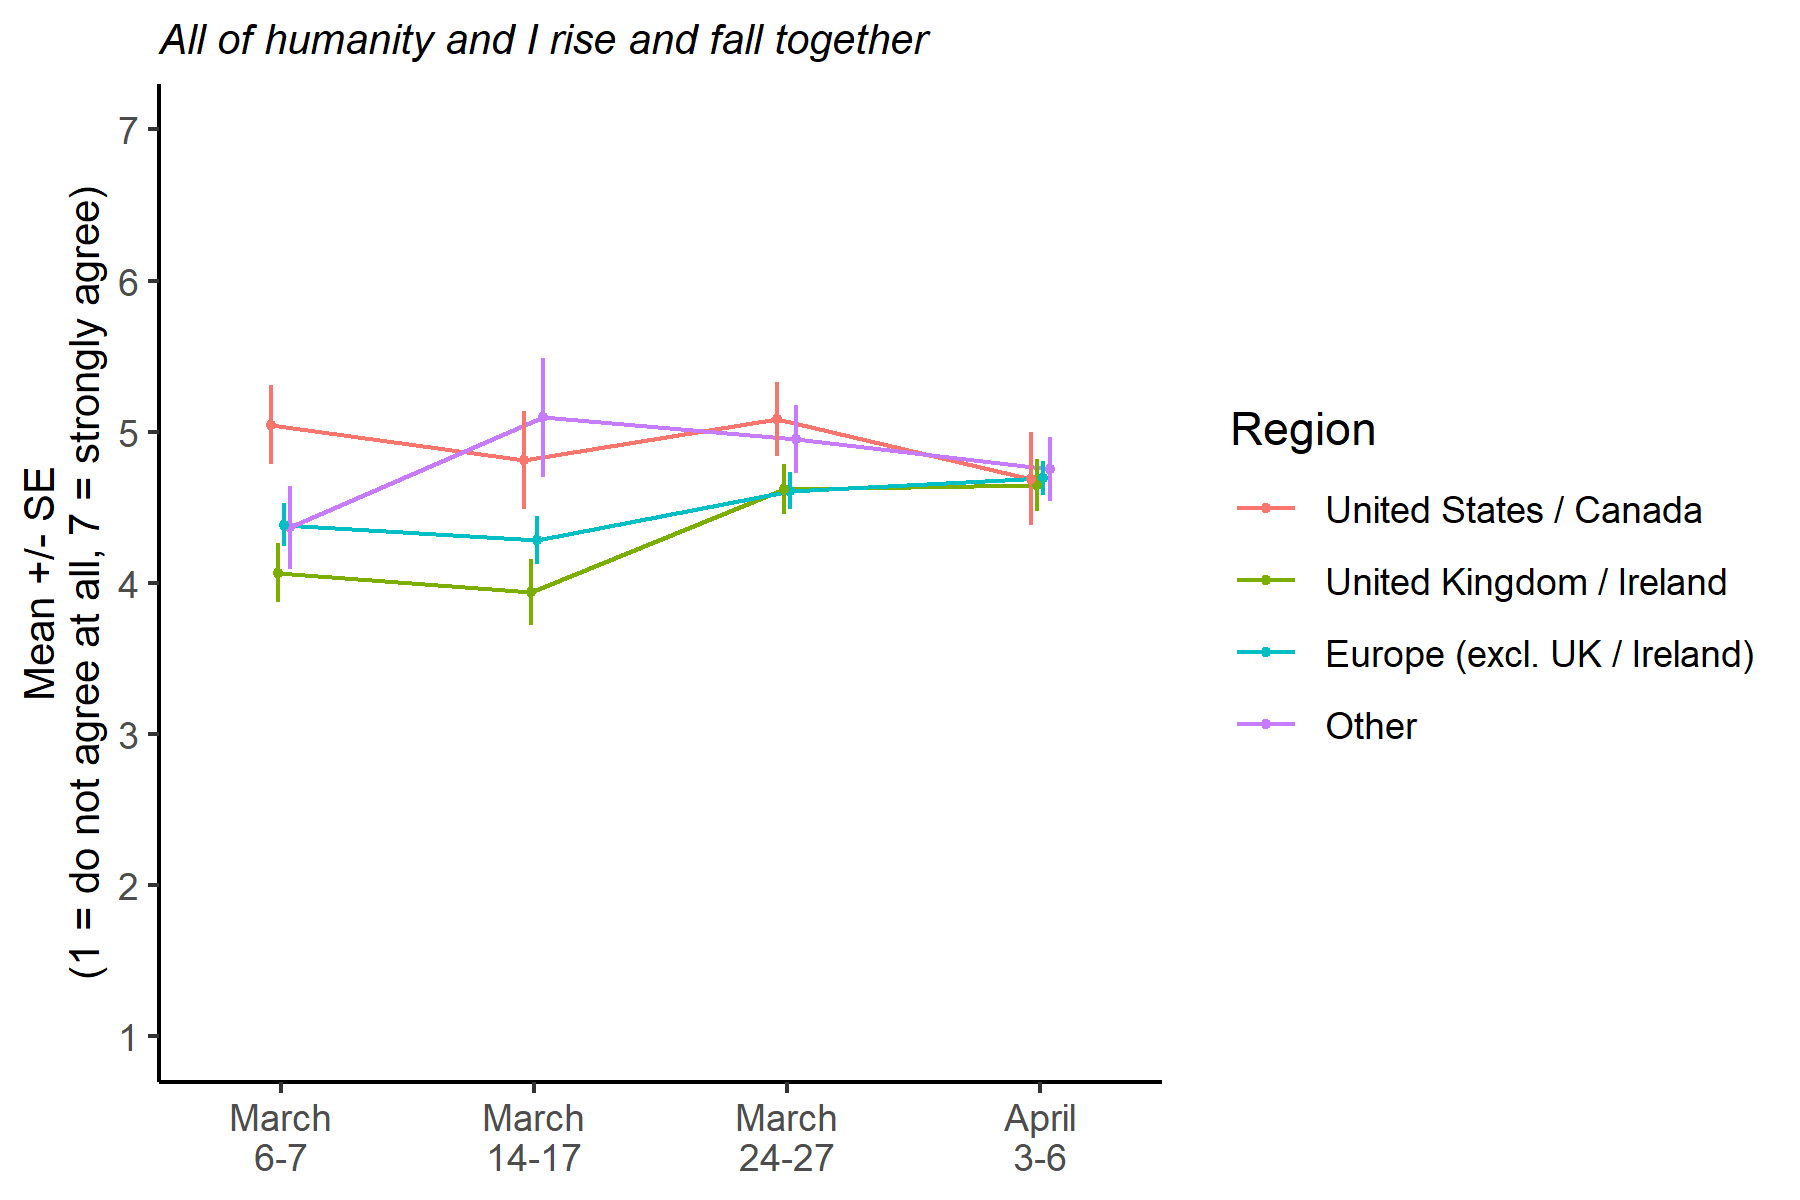 All of humanity and I rise and fall together
Mean +/- SE
(1 = do not agree at all, 7 = strongly agree)
7
6
5
4
3
2
1
March
6-7
March
14-17
March
24-27
April
3-6
Region
United States / Canada
United Kingdom / Ireland
Europe (excl. UK / Ireland)
Other